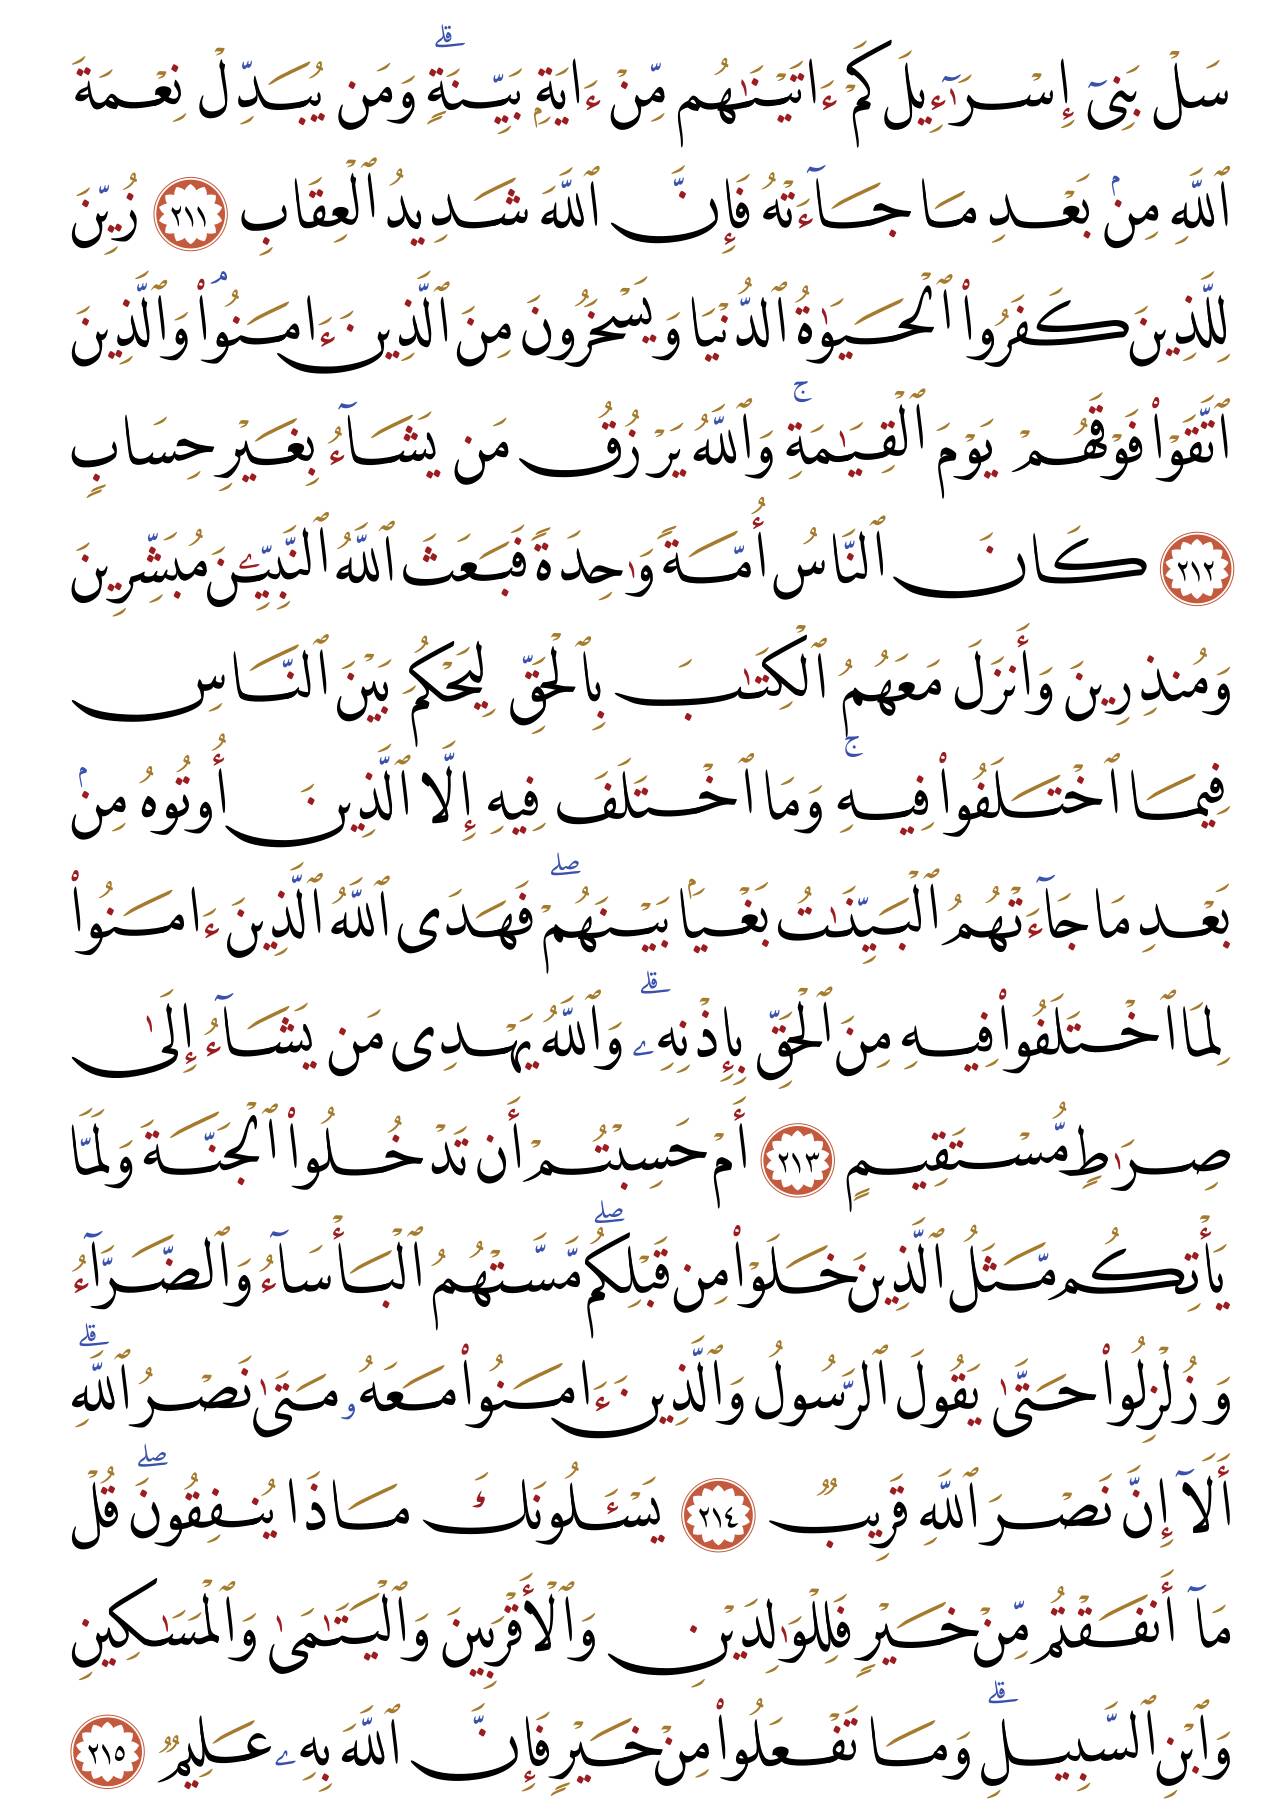 سَلْ بَنِىٓ إِسْرَٰٓءِيلَ كَمْ ءَاتَيْنَٰهُم مِّنْ ءَايَةٍۭ بَيِّنَةٍ ۗ وَمَن يُبَدِّلْ نِعْمَةَ
ٱللَّهِ مِنۢ بَعْدِ مَا جَآءَتْهُ فَإِنَّ ٱللَّهَ شَدِيدُ ٱلْعِقَابِ ٢١١ زُيِّنَ
لِلَّذِينَ كَفَرُوا۟ ٱلْحَيَوٰةُ ٱلدُّنْيَا وَيَسْخَرُونَ مِنَ ٱلَّذِينَ ءَامَنُوا۟ ۘ وَٱلَّذِينَ
ٱتَّقَوْا۟ فَوْقَهُمْ يَوْمَ ٱلْقِيَٰمَةِ ۚ وَٱللَّهُ يَرْزُقُ مَن يَشَآءُ بِغَيْرِ حِسَابٍ
٢١٢ كَانَ ٱلنَّاسُ أُمَّةً وَٰحِدَةً فَبَعَثَ ٱللَّهُ ٱلنَّبِيِّۦنَ مُبَشِّرِينَ
وَمُنذِرِينَ وَأَنزَلَ مَعَهُمُ ٱلْكِتَٰبَ بِٱلْحَقِّ لِيَحْكُمَ بَيْنَ ٱلنَّاسِ
فِيمَا ٱخْتَلَفُوا۟ فِيهِ ۚ وَمَا ٱخْتَلَفَ فِيهِ إِلَّا ٱلَّذِينَ أُوتُوهُ مِنۢ
بَعْدِ مَا جَآءَتْهُمُ ٱلْبَيِّنَٰتُ بَغْيًۢا بَيْنَهُمْ ۖ فَهَدَى ٱللَّهُ ٱلَّذِينَ ءَامَنُوا۟
لِمَا ٱخْتَلَفُوا۟ فِيهِ مِنَ ٱلْحَقِّ بِإِذْنِهِۦ ۗ وَٱللَّهُ يَهْدِى مَن يَشَآءُ إِلَىٰ
صِرَٰطٍ مُّسْتَقِيمٍ ٢١٣ أَمْ حَسِبْتُمْ أَن تَدْخُلُوا۟ ٱلْجَنَّةَ وَلَمَّا
يَأْتِكُم مَّثَلُ ٱلَّذِينَ خَلَوْا۟ مِن قَبْلِكُم ۖ مَّسَّتْهُمُ ٱلْبَأْسَآءُ وَٱلضَّرَّآءُ
وَزُلْزِلُوا۟ حَتَّىٰ يَقُولَ ٱلرَّسُولُ وَٱلَّذِينَ ءَامَنُوا۟ مَعَهُۥ مَتَىٰ نَصْرُ ٱللَّهِ ۗ
أَلَآ إِنَّ نَصْرَ ٱللَّهِ قَرِيبٌ ٢١٤ يَسْـَٔلُونَكَ مَاذَا يُنفِقُونَ ۖ قُلْ
مَآ أَنفَقْتُم مِّنْ خَيْرٍ فَلِلْوَٰلِدَيْنِ وَٱلْأَقْرَبِينَ وَٱلْيَتَٰمَىٰ وَٱلْمَسَٰكِينِ
وَٱبْنِ ٱلسَّبِيلِ ۗ وَمَا تَفْعَلُوا۟ مِنْ خَيْرٍ فَإِنَّ ٱللَّهَ بِهِۦ عَلِيمٌ ٢١٥